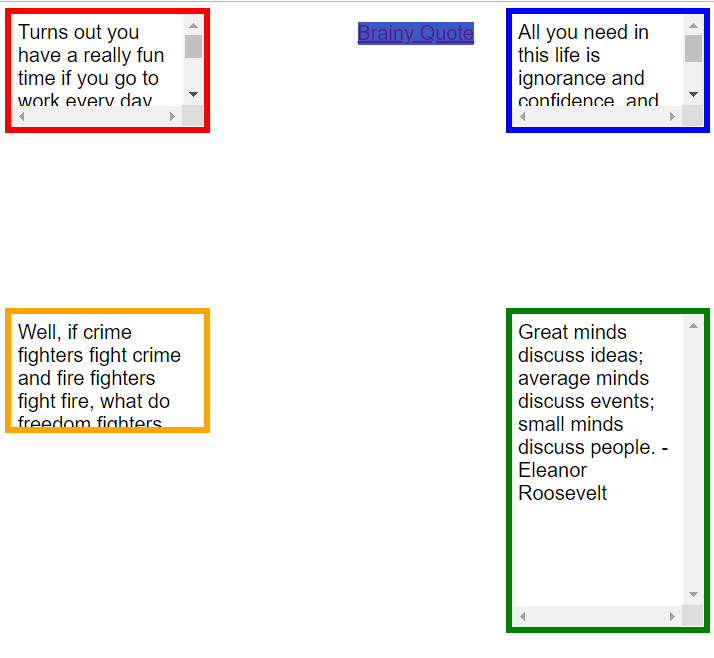 Turns out you
have a really fun
time if you go to
work every day
Brainy Quote
All you need in
this life is
ignorance and
confidence, and
Well, if crime
fighters fight crime
and fire fighters
fight fire, what do
freedom fighters
Great minds
discuss ideas;
average minds
discuss events;
small minds
discuss people. -
Eleanor
Roosevelt